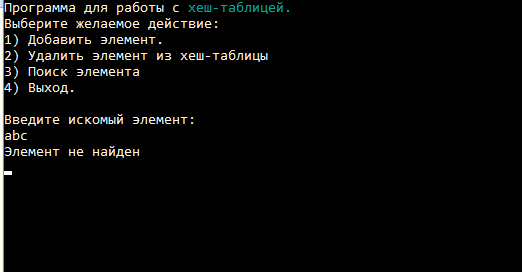 Программа для работы с хеш-таблицей.
Выберите желаемое действие:
1) Добавить элемент.
2) Удалить элемент из хеш-таблицы
3) Поиск элемента
4) Выход.
Введите искомый элемент:
abc
Элемент не найден